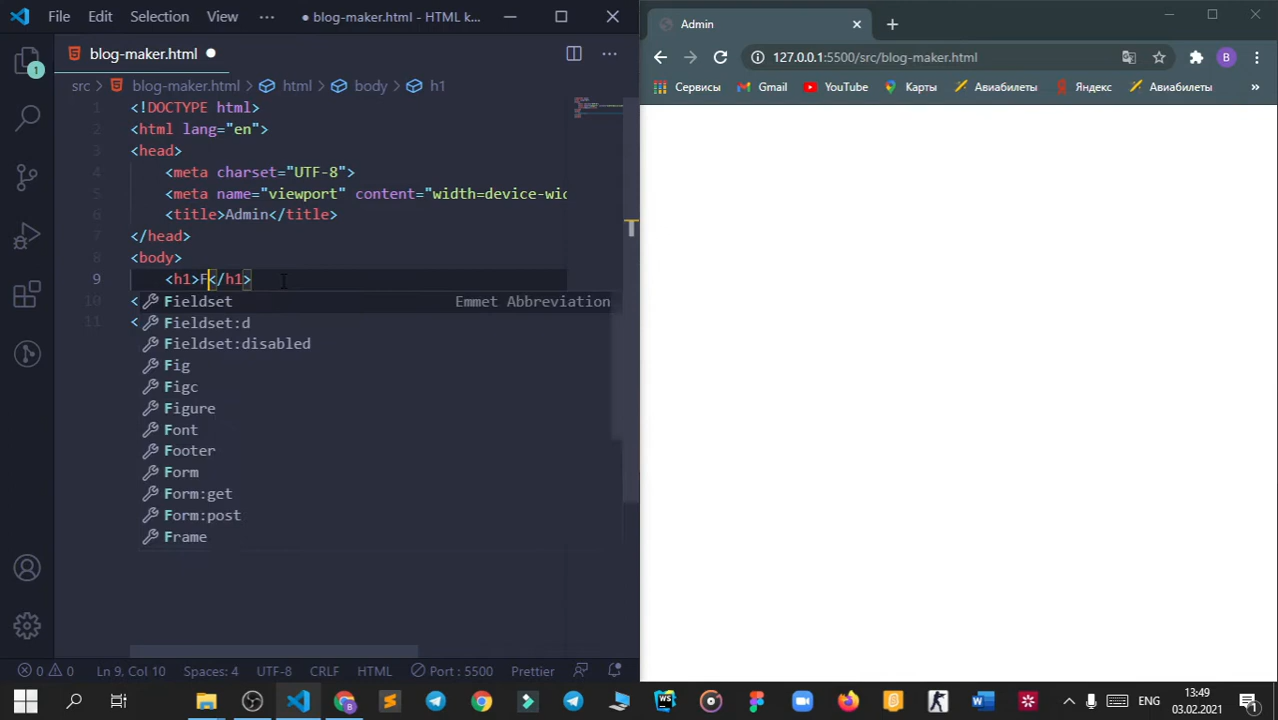 File Edit Selection View ··· ● blog-maker.html - HTML k...
blog-maker.html
1
src > blog-maker.html > html > body > h1
1 <!DOCTYPE html>
2 <html lang="en">
3 <head>
4 <meta charset="UTF-8">
5 <meta name="viewport" content="width=device-wid
6 <title>Admin</title>
7 </head>
8 <body>
9 <h1>F</h1>
10 <
11 <
Fieldset Emmet Abbreviation
Fieldset:d
Fieldset:disabled
Fig
Figc
Figure
Font
Footer
Form
Form:get
Form:post
Frame
0 0 Ln 9, Col 10 Spaces: 4 UTF-8 CRLF HTML Port : 5500 Prettier
Admin
127.0.0.1:5500/src/blog-maker.html B
Сервисы Gmail YouTube Карты Авиабилеты Яндекс Авиабилеты »
ENG 13:49
03.02.2021 1